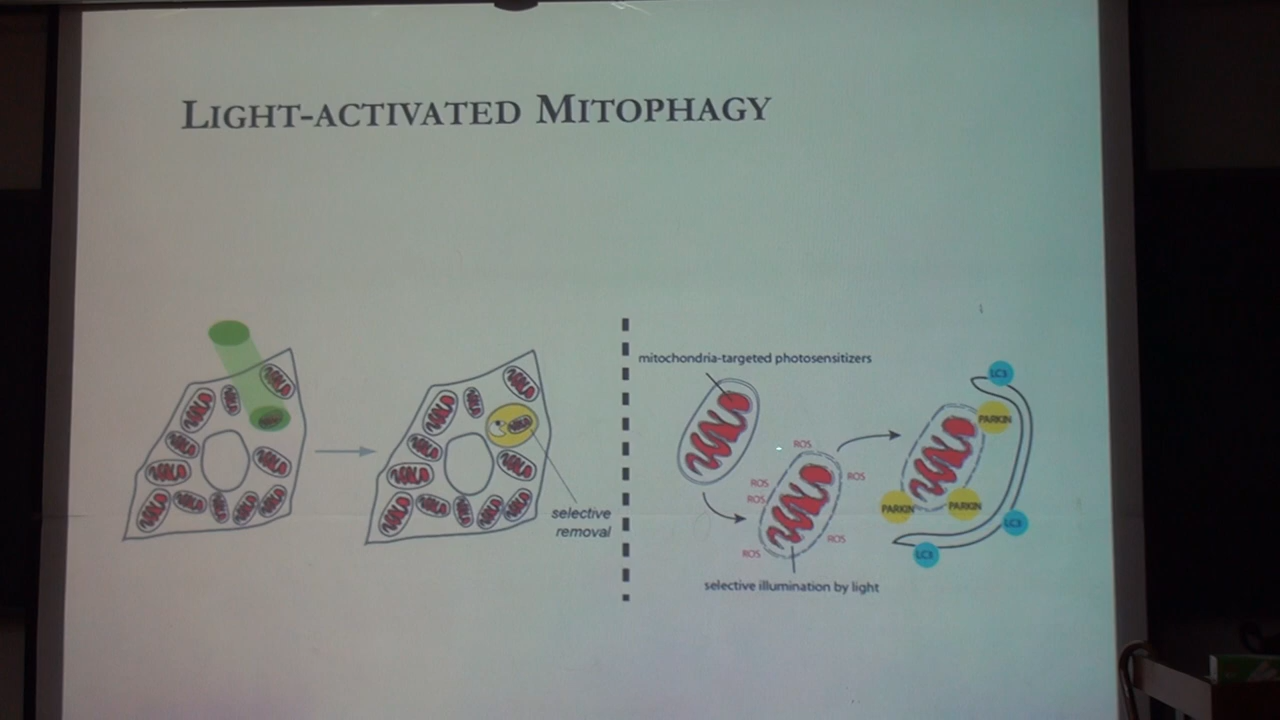 LIGHT-ACTIVATED MITOPHAGY
selective
removal
mitochondria-targeted photosensitizers
ROS
ROS
ROS
ROS
ROS
ROS
selective illumination by light
LC3
PARKIN
PARKIN
PARKIN
LC3
LC3